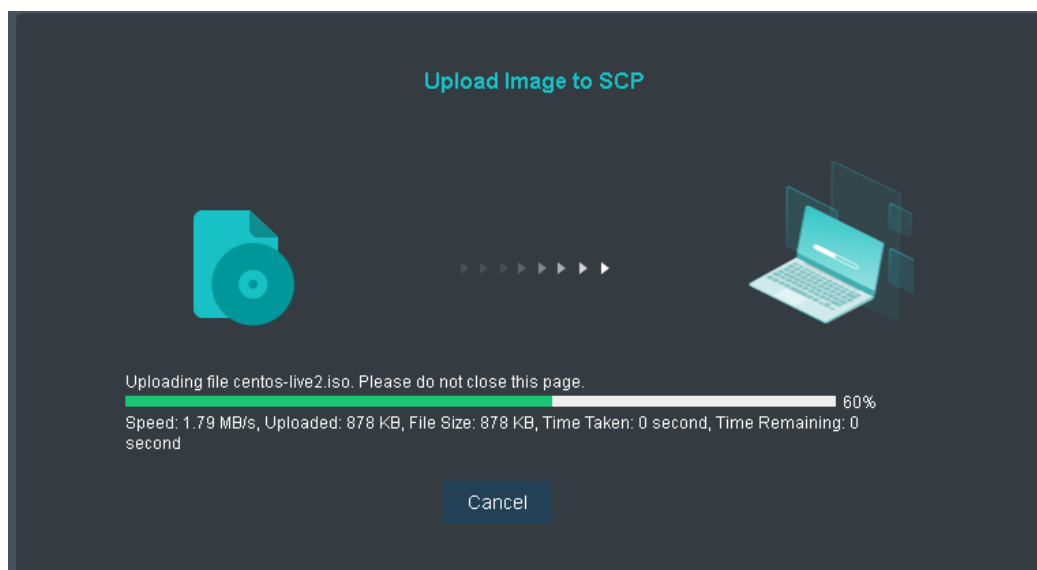 Upload Image to SCP
Uploading file centos-live2.iso. Please do not close this page.
60%
Speed: 1.79 MB/s, Uploaded: 878 KB, File Size: 878 KB, Time Taken: 0 second, Time Remaining: 0
second
Cancel